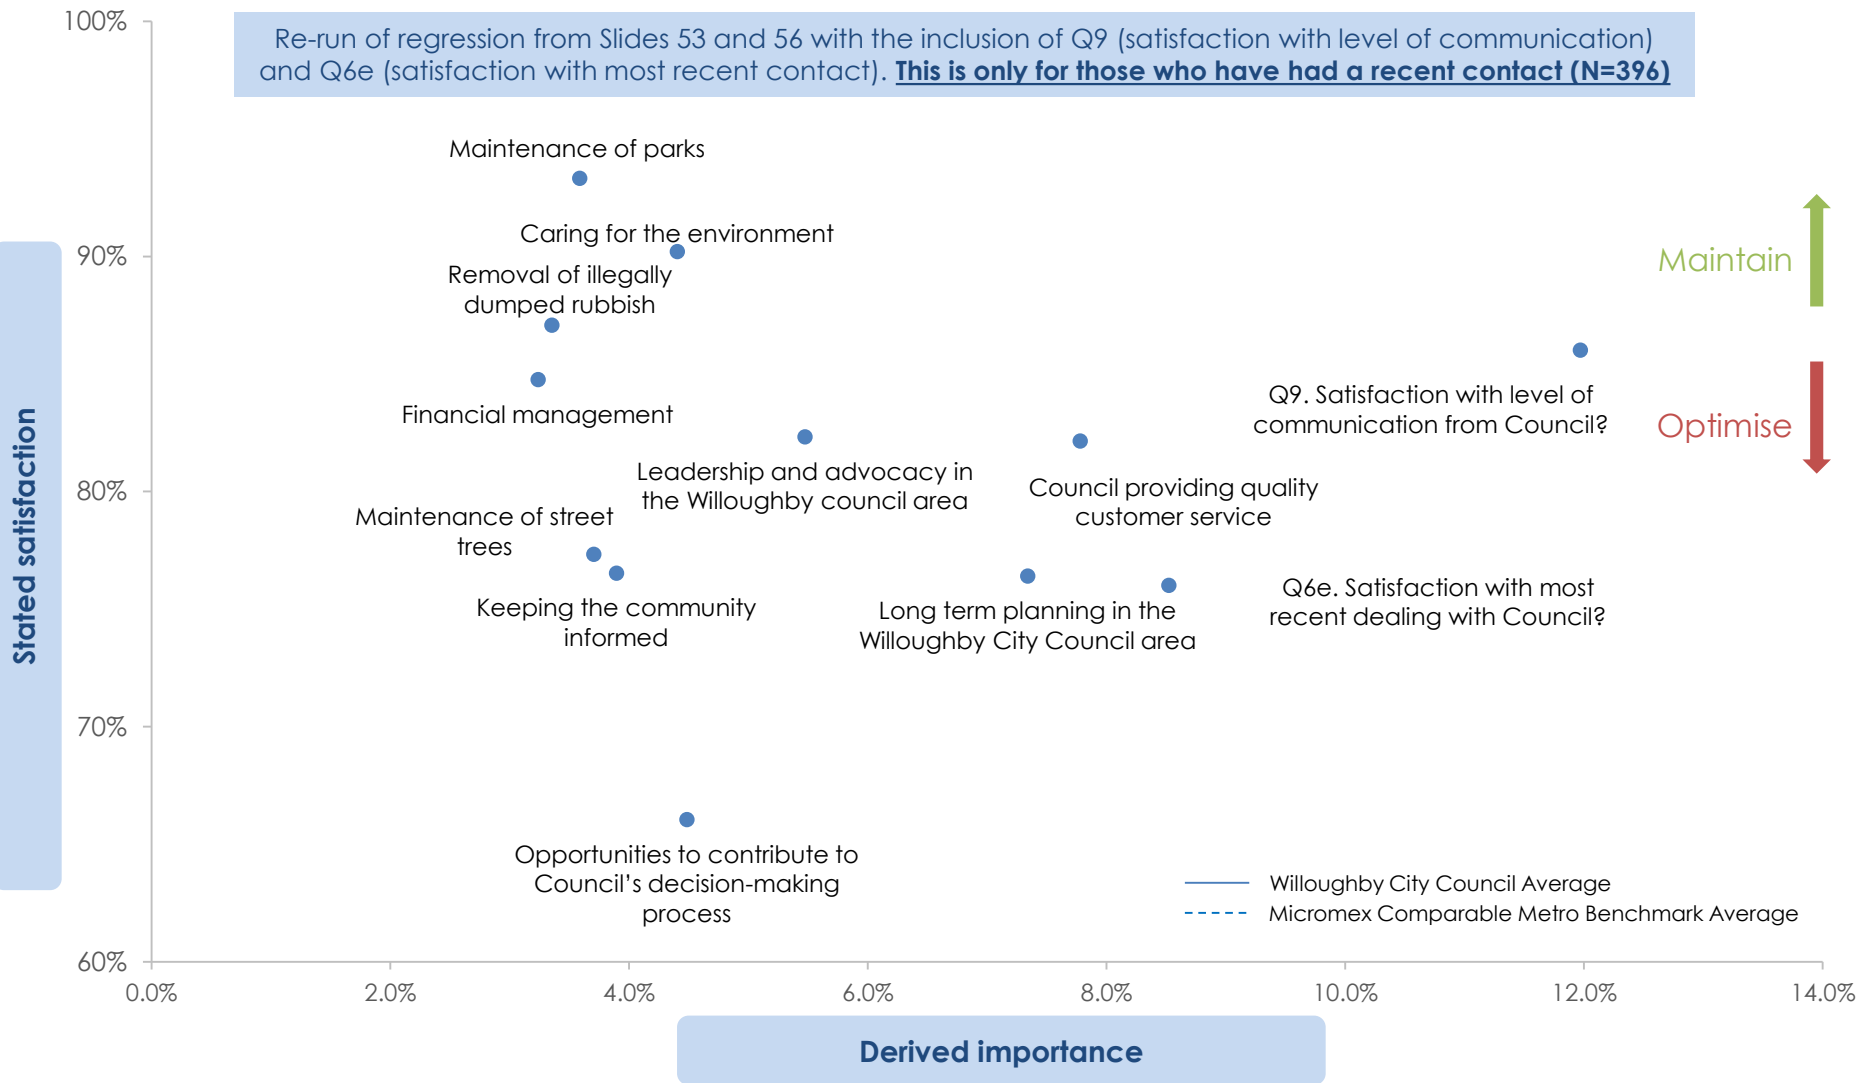 Re-run of regression from Slides 53 and 56 with the inclusion of Q9 (satisfaction with level of communication)
and Q6e (satisfaction with most recent contact). This is only for those who have had a recent contact (N=396)
100%
90%
80%
70%
60%
Stated satisfaction
Maintenance of parks
Caring for the environment
Removal of illegally
dumped rubbish
Financial management
Leadership and advocacy in
the Willoughby council area
Maintenance of street
trees
Keeping the community
informed
Council providing quality
customer service
Long term planning in the
Willoughby City Council area
Q9. Satisfaction with level of
communication from Council?
Q6e. Satisfaction with most
recent dealing with Council?
Opportunities to contribute to
Council’s decision-making
process
Maintain
Optimise
Willoughby City Council Average
Micromex Comparable Metro Benchmark Average
0.0%
2.0%
4.0%
6.0%
8.0%
10.0%
12.0%
14.0%
Derived importance